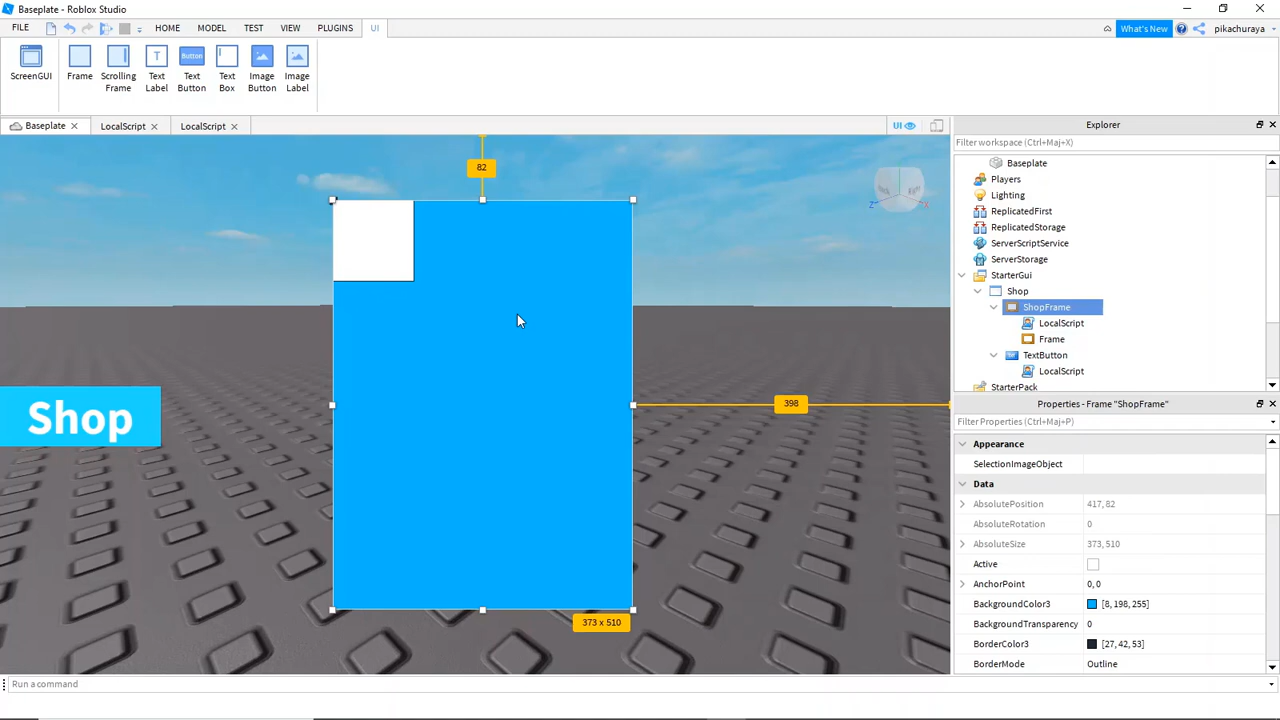 Baseplate - Roblox Studio
FILE HOME MODEL TEST VIEW PLUGINS UI What's New pikachuraya
ScreenGUI Frame Scrolling Frame Text Label Text Button Text Box Image Button Image Label
T Button
Baseplate LocalScript LocalScript UI
Explorer
Filter workspace (Ctrl+Maj+X)
Baseplate
Players
Lighting
ReplicatedFirst
ReplicatedStorage
ServerScriptService
ServerStorage
StarterGui
Shop
ShopFrame
LocalScript
Frame
TextButton
LocalScript
StarterPack
82
398
373 x 510
Z X
Shop
Properties - Frame "ShopFrame"
Filter Properties (Ctrl+Maj+P)
Appearance
SelectionImageObject
Data
AbsolutePosition 417, 82
AbsoluteRotation 0
AbsoluteSize 373, 510
Active
AnchorPoint 0, 0
BackgroundColor3 [8, 198, 255]
BackgroundTransparency 0
BorderColor3 [27, 42, 53]
BorderMode Outline
Run a command